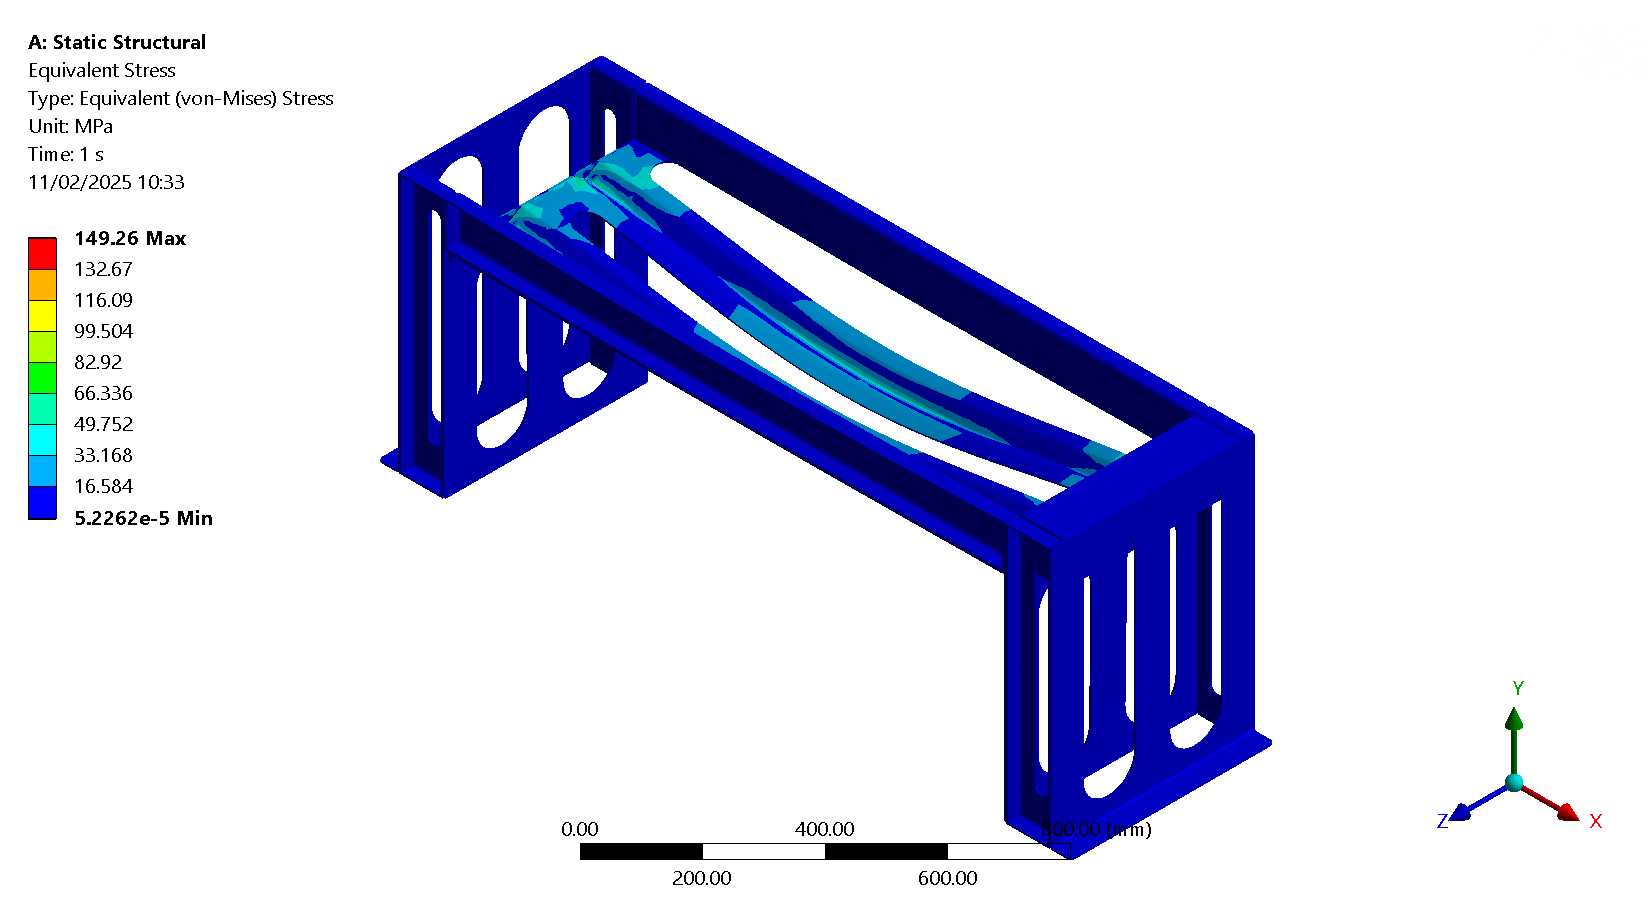 A: Static Structural
Equivalent Stress
Type: Equivalent (von-Mises) Stress
Unit: MPa
Time: 1 s
11/02/2025 10:33
149.26 Max
132.67
116.09
99.504
82.92
66.336
49.752
33.168
16.584
5.2262e-5 Min
Y
Z
X
0.00 400.00 800.00 (mm)
200.00 600.00